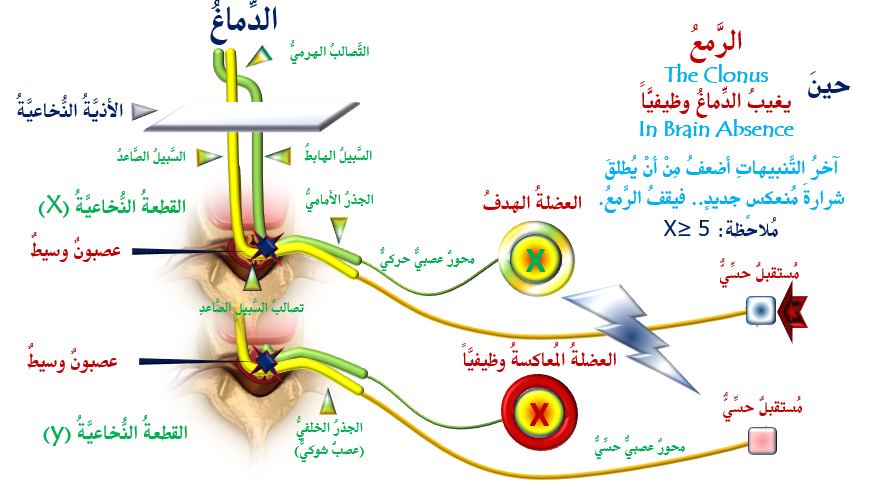 الدِّماغُ
التَّصالبُ الهرميُّ
الأذيَّةُ النُّخاعيَّةُ
السَّبيلُ الصَّاعدُ
السَّبيلُ الهابطُ
القطعةُ النُّخاعيَّةُ (X)
الجذرُ الأماميُّ
عصبونٌ وسيطٌ
محورٌ عصبيٌّ حركيٌّ
تصالبُ السَّبيلِ الصَّاعدِ
عصبونٌ وسيطٌ
القطعةُ النُّخاعيَّةُ (y)
الجذرُ الخلفيُّ
(عصبٌ شوكيٌّ)
محورٌ عصبيٌّ حسِّيٌّ
العضلةُ الهدفُ
X
العضلةُ المُعاكسةُ وظيفيَّاً
X
مُستقبلٌ حسِّيٌّ
مُستقبلٌ حسِّيٌّ
الرَّمعُ
The Clonus
حينَ
يغيبُ الدِّماغُ وظيفيَّاً
In Brain Absence
آخرُ التَّنبيهاتِ أضعفُ مِنْ أنْ يُطلقَ
شرارةَ مُنعكسٍ جديدٍ.. فيقفُ الرَّمعُ.
مُلاحظة: X≥ 5